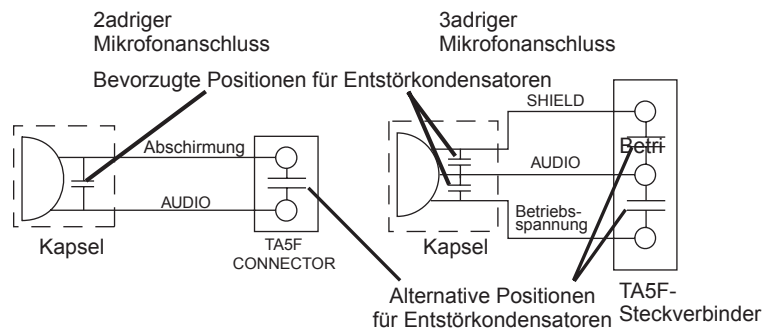 2adriger
Mikrofonanschluss
3adriger
Mikrofonanschluss
Bevorzugte Positionen für Entstörkondensatoren
Abschirmung
AUDIO
Kapsel
TA5F
CONNECTOR
SHIELD
AUDIO
Betriebs-
spannung
Kapsel
Betri
Alternative Positionen
für Entstörkondensatoren
TA5F-
Steckverbinder